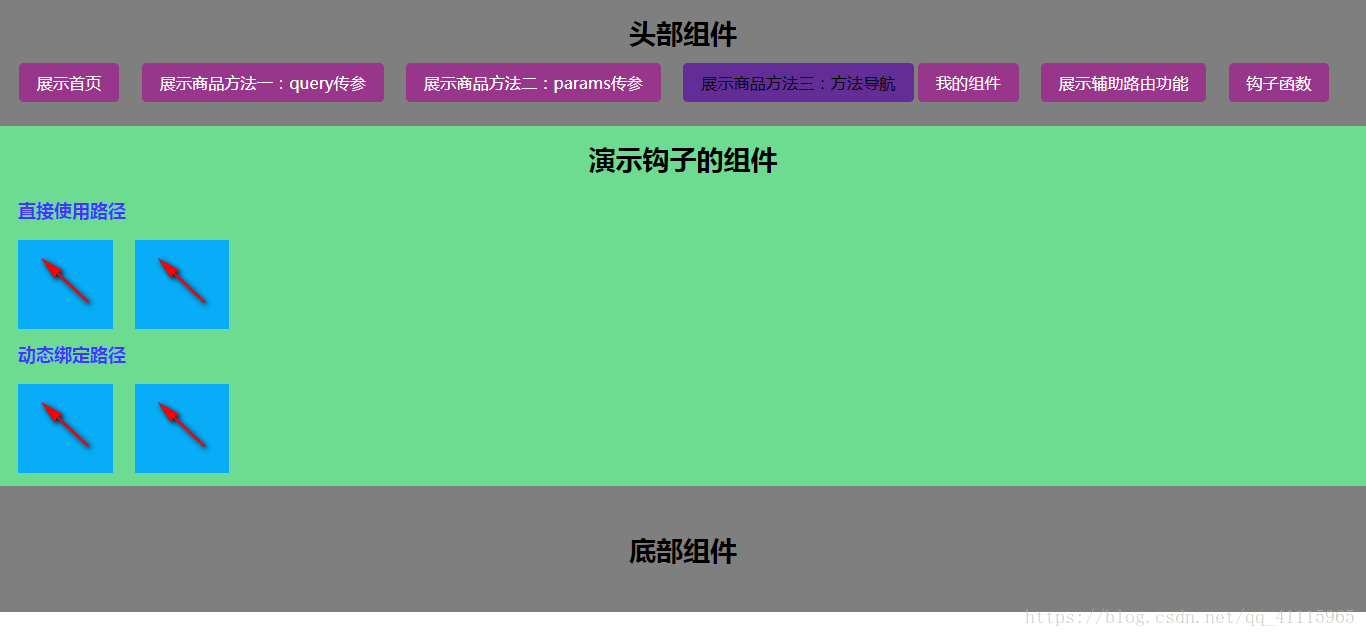 头部组件
展示首页 展示商品方法一：query传参 展示商品方法二：params传参 展示商品方法三：方法导航 我的组件 展示辅助路由功能 钩子函数
演示钩子的组件
直接使用路径
动态绑定路径
底部组件
https://blog.csdn.net/qq_41115965